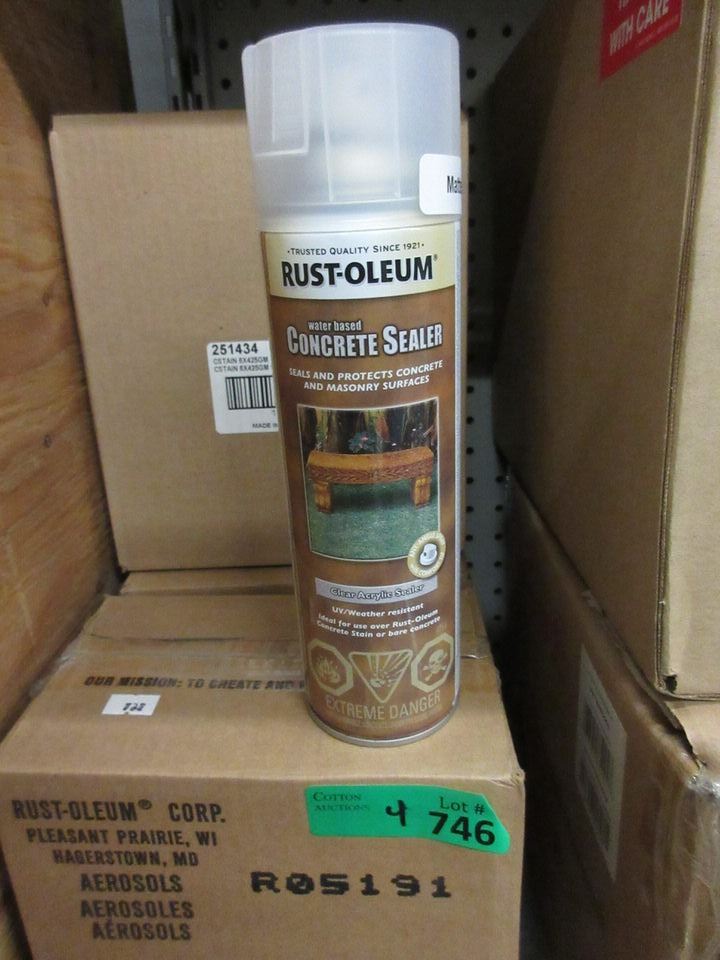 WITH CARE
Matte
• TRUSTED QUALITY SINCE 1921 •
RUST-OLEUM®
water based
CONCRETE SEALER
SEALS AND PROTECTS CONCRETE
AND MASONRY SURFACES
Clear Acrylic Sealer
UV/Weather resistant
Ideal for use over Rust-Oleum
Concrete Stain or bare concrete
EXTREME DANGER
251434
CSTAIN 6X425GM
CSTAIN 6X425GM
MADE IN
OUR MISSION: TO CREATE AND
RUST-OLEUM® CORP.
PLEASANT PRAIRIE, WI
HAGERSTOWN, MD
AEROSOLS
AEROSOLES
AÉROSOLS
R05191
COTTON
AUCTIONS
4
Lot #
746